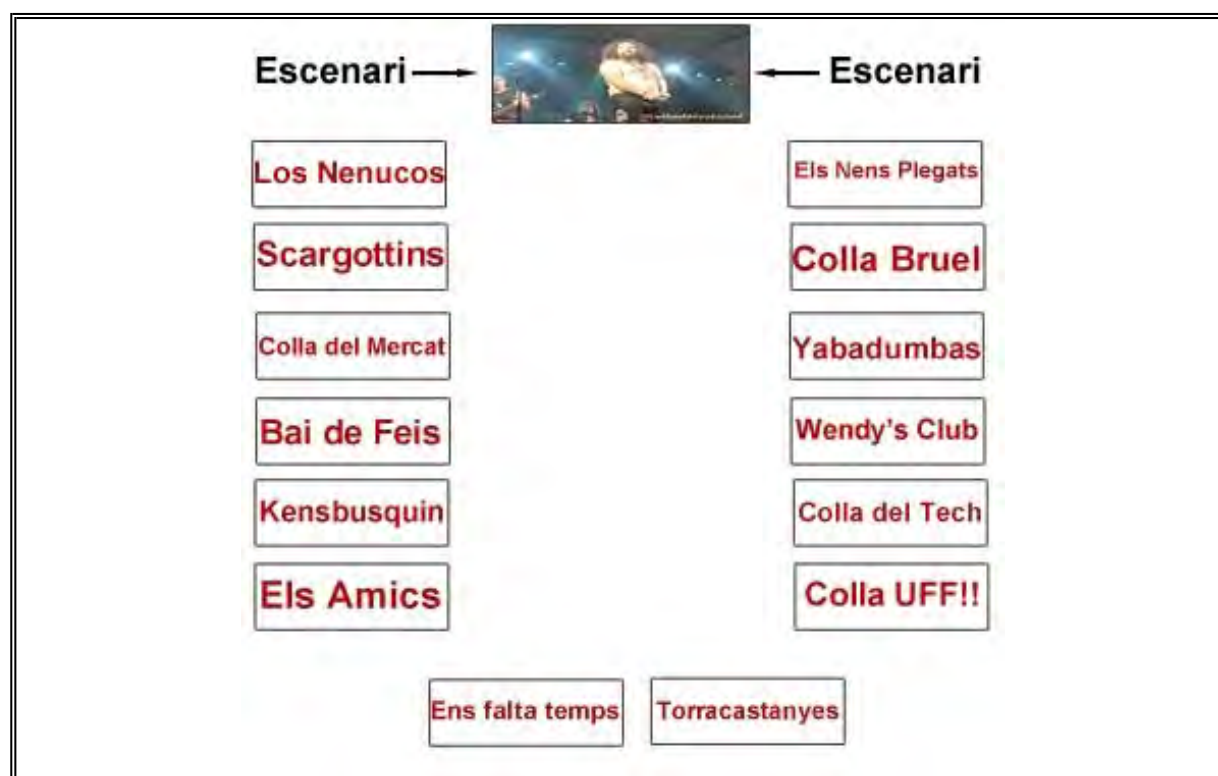 Escenari
Escenari
Los Nenucos
Els Nens Plegats
Scargottins
Colla Bruel
Colla del Mercat
Yabadumbas
Bai de Feis
Wendy's Club
Kensbusquin
Colla del Tech
Els Amics
Colla UFF!!
Ens falta temps
Torracastanyes